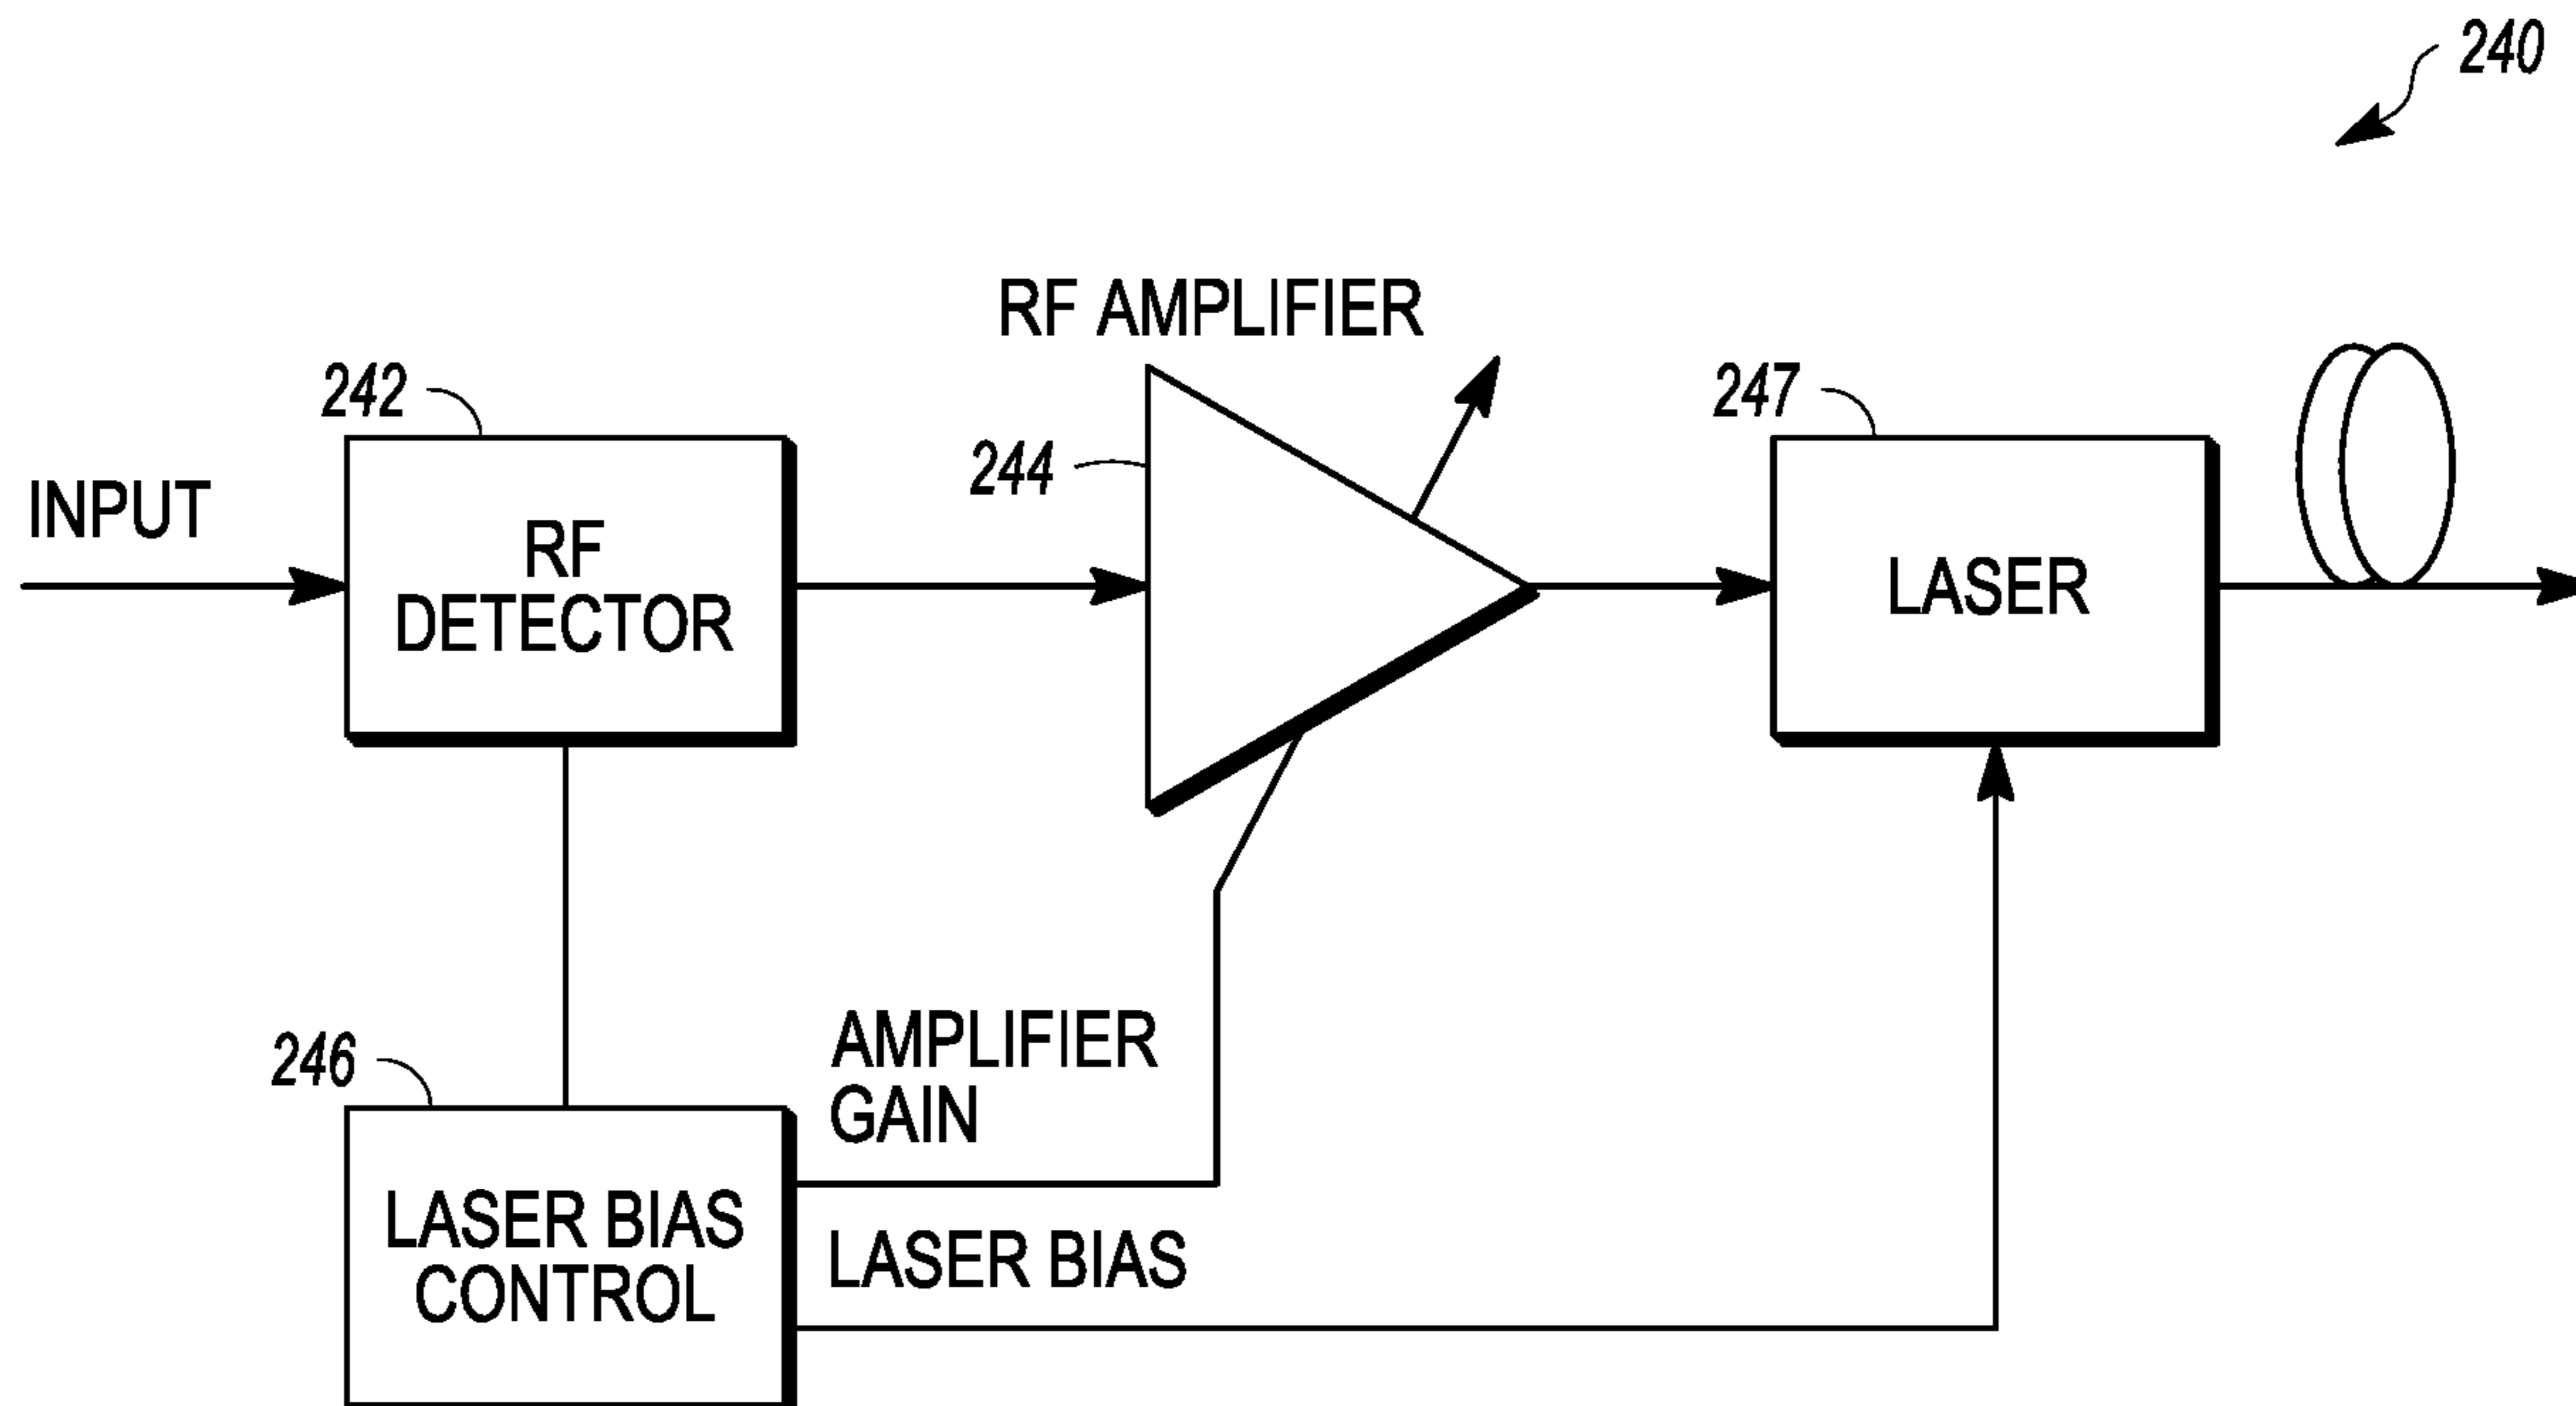 240
RF AMPLIFIER
242
247
244
INPUT
RF
DETECTOR
LASER
246
AMPLIFIER
GAIN
LASER BIAS
CONTROL
LASER BIAS